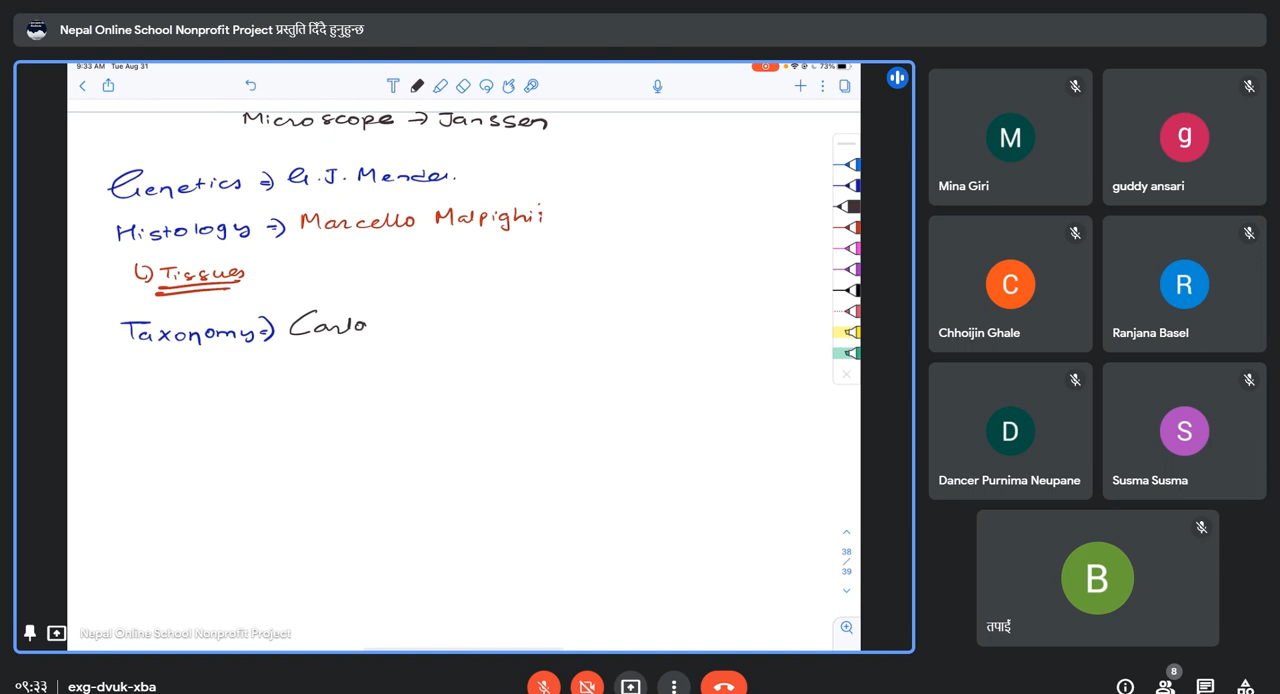 Nepal Online School Nonprofit Project प्रस्तुति दिँदै हुनुहुन्छ
9:33 AM Tue Aug 31
73%
T
Microscope → Janssen
Genetics ⇒ G.J. Mendel.
Histology ⇒ Marcello Malpighii
↳ Tissues
Taxonomy ⇒ Carlo
38
/
39
Nepal Online School Nonprofit Project
M
Mina Giri
g
guddy ansari
C
Chhoijin Ghale
R
Ranjana Basel
D
Dancer Purnima Neupane
S
Susma Susma
B
तपाईं
०९:३३ | exg-dvuk-xba
8